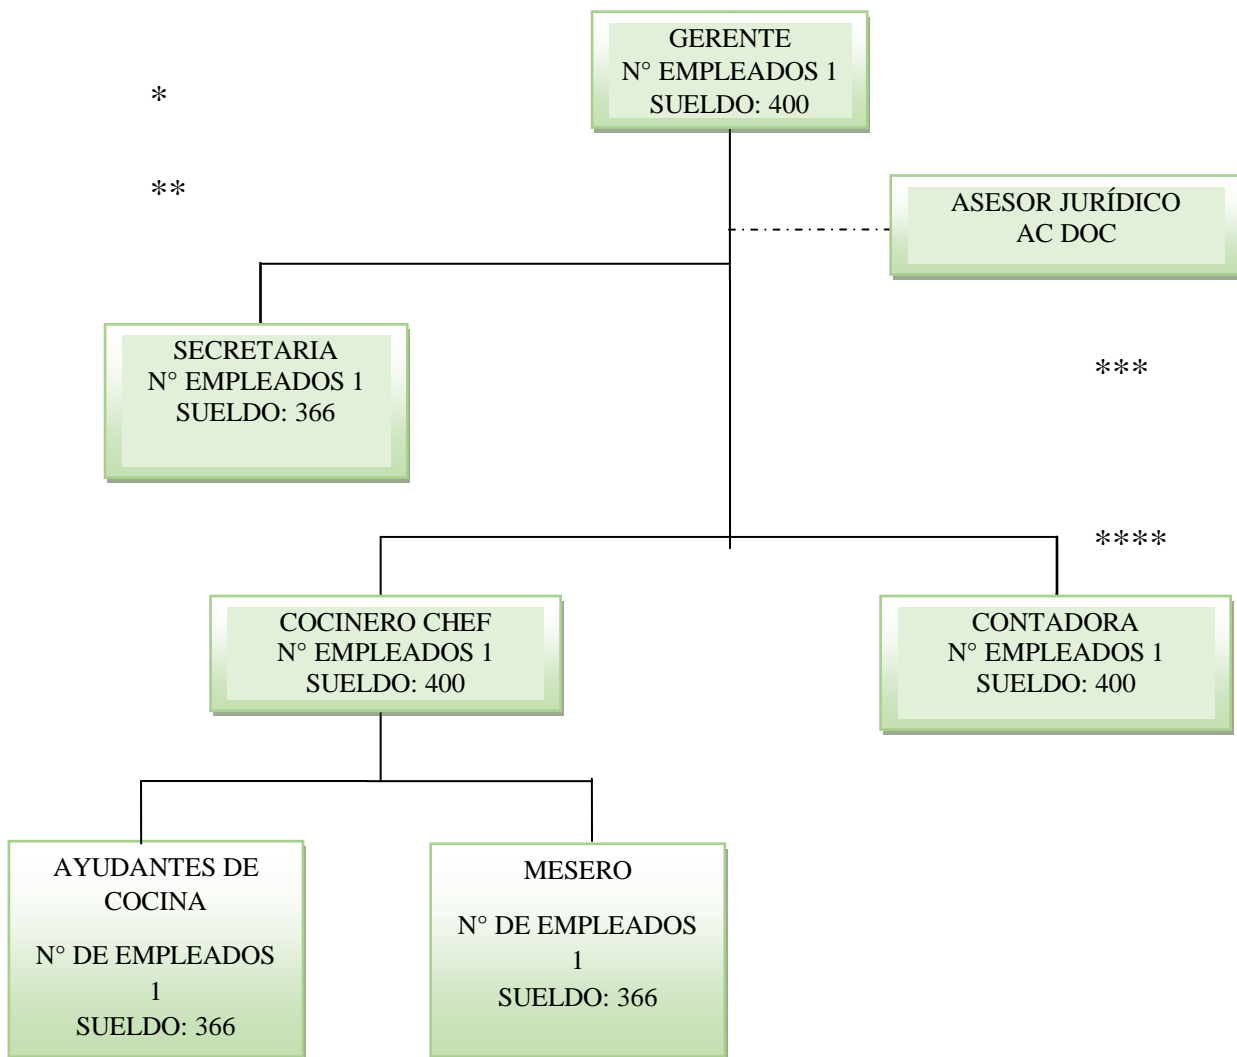 GERENTE
N° EMPLEADOS 1
SUELDO: 400
*
**
ASESOR JURÍDICO
AC DOC
SECRETARIA
N° EMPLEADOS 1
SUELDO: 366
***
****
COCINERO CHEF
N° EMPLEADOS 1
SUELDO: 400
CONTADORA
N° EMPLEADOS 1
SUELDO: 400
AYUDANTES DE
COCINA
N° DE EMPLEADOS
1
SUELDO: 366
MESERO
N° DE EMPLEADOS
1
SUELDO: 366